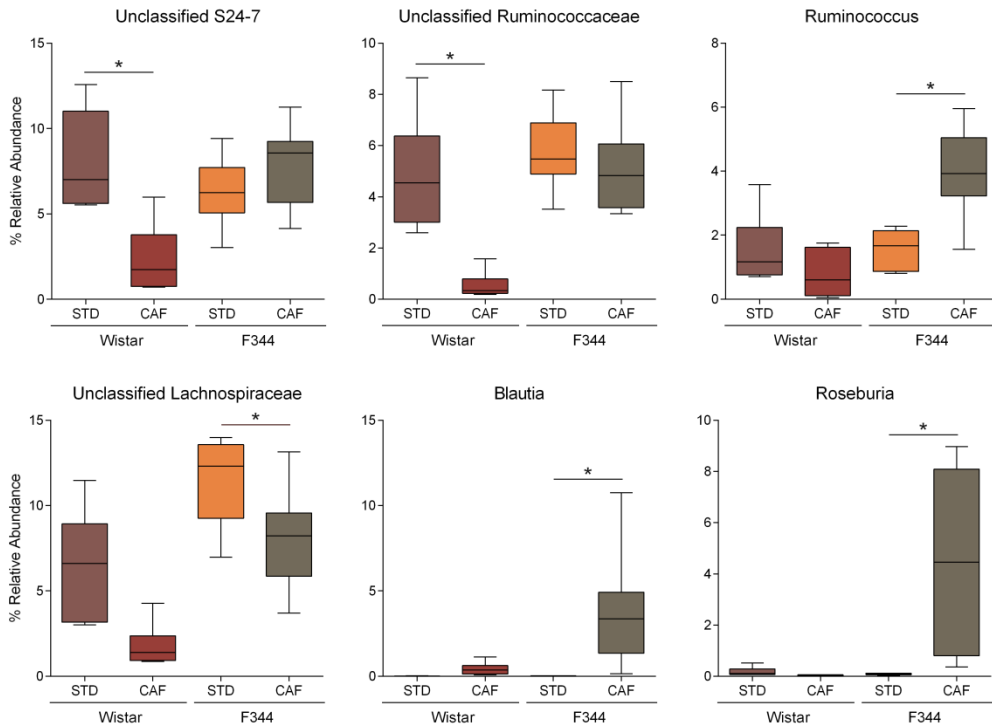 Unclassified S24-7
Unclassified Ruminococcaceae
Ruminococcus
% Relative Abundance
15
10
5
0
*
STD
CAF
STD
CAF
Wistar
F344
10
8
6
4
2
0
*
STD
CAF
STD
CAF
Wistar
F344
8
6
4
2
0
*
STD
CAF
STD
CAF
Wistar
F344
Unclassified Lachnospiraceae
Blautia
Roseburia
% Relative Abundance
15
10
5
0
*
STD
CAF
STD
CAF
Wistar
F344
15
10
5
0
*
STD
CAF
STD
CAF
Wistar
F344
10
8
6
4
2
0
*
STD
CAF
STD
CAF
Wistar
F344